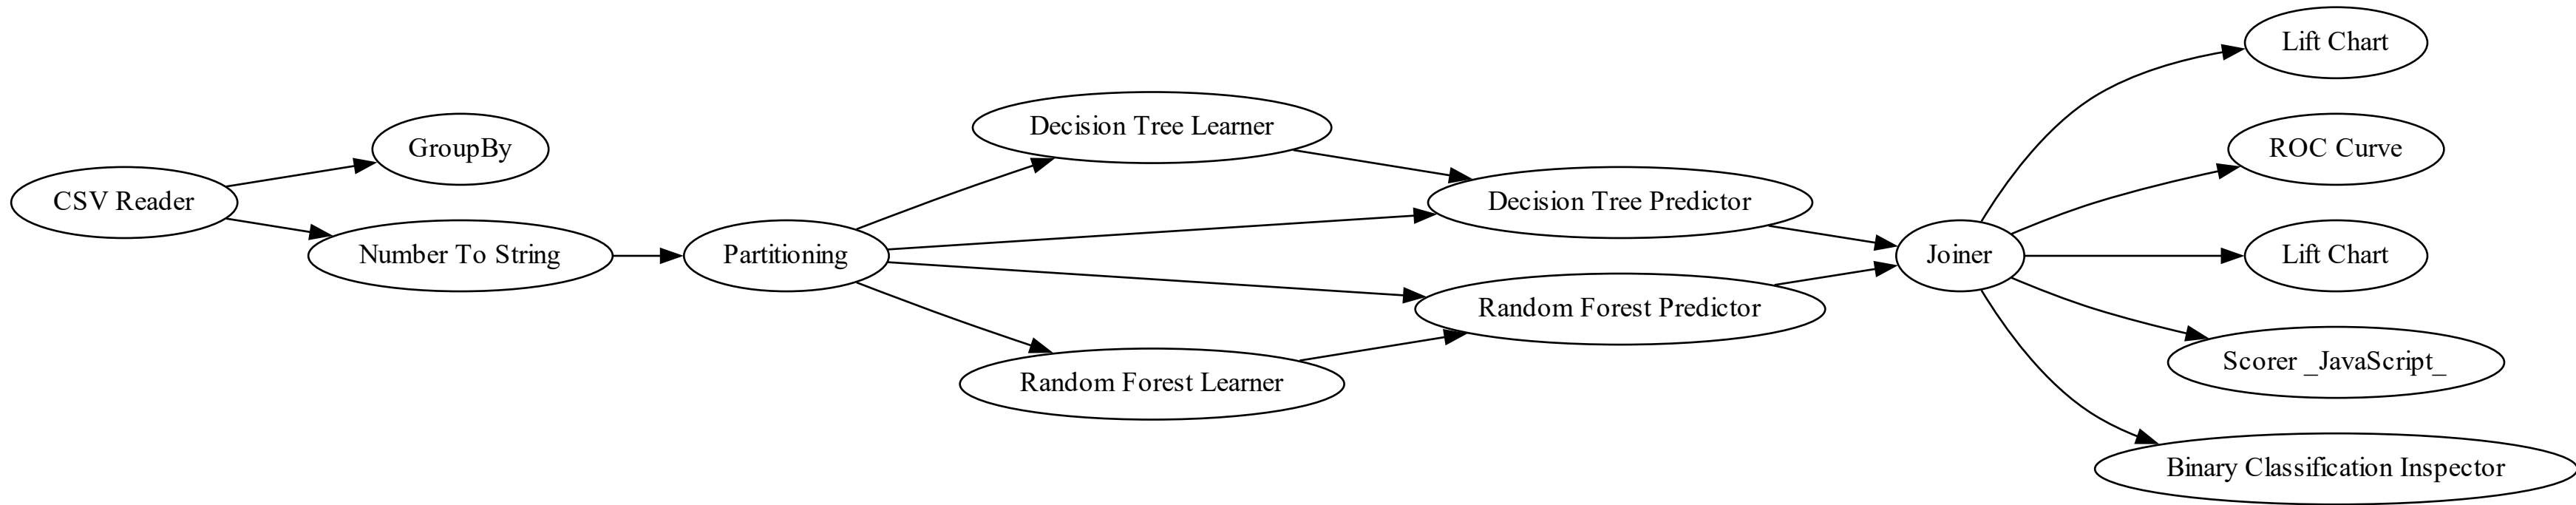 CSV Reader
GroupBy
Number To String
Partitioning
Decision Tree Learner
Random Forest Learner
Decision Tree Predictor
Random Forest Predictor
Joiner
Lift Chart
ROC Curve
Lift Chart
Scorer _JavaScript_
Binary Classification Inspector